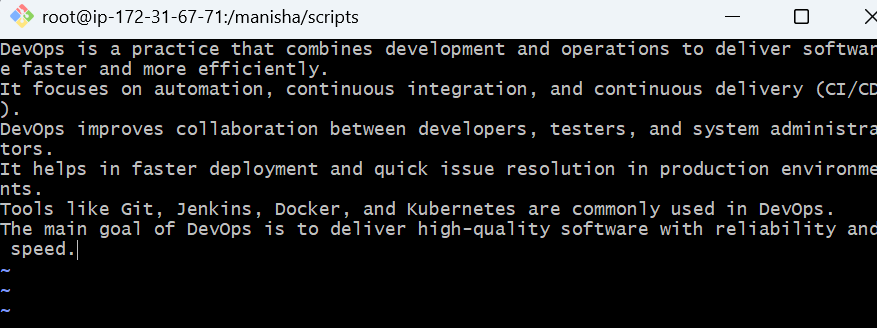 root@ip-172-31-67-71:/manisha/scripts
DevOps is a practice that combines development and operations to deliver softwar
e faster and more efficiently.
It focuses on automation, continuous integration, and continuous delivery (CI/CD
).
DevOps improves collaboration between developers, testers, and system administra
tors.
It helps in faster deployment and quick issue resolution in production environme
nts.
Tools like Git, Jenkins, Docker, and Kubernetes are commonly used in DevOps.
The main goal of DevOps is to deliver high-quality software with reliability and
 speed.
~
~
~